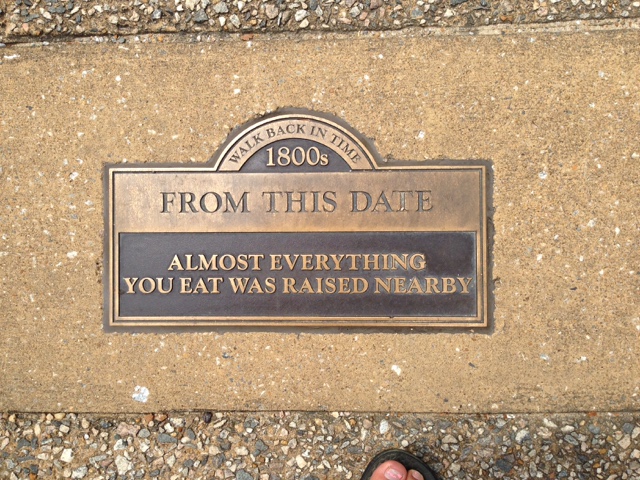 WALK BACK IN TIME
1800s
FROM THIS DATE
ALMOST EVERYTHING
YOU EAT WAS RAISED NEARBY